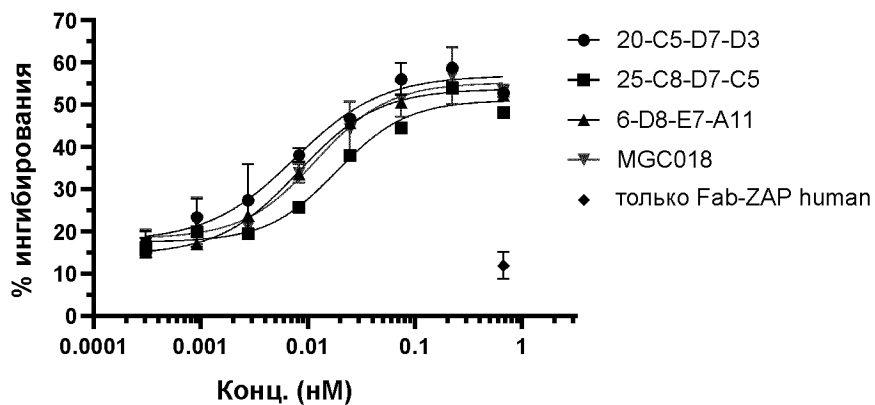 % ингибирования
70
60
50
40
30
20
10
0
0.0001
0.001
0.01
0.1
1
Конц. (нМ)
20-C5-D7-D3
25-C8-D7-C5
6-D8-E7-A11
MGC018
только Fab-ZAP human